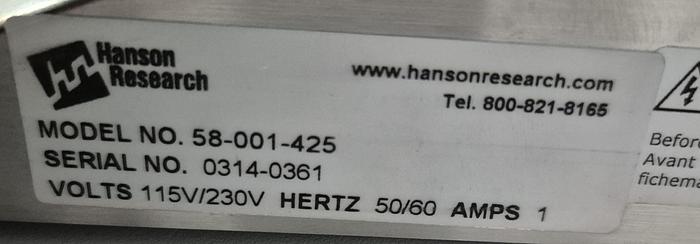 Hanson
Research
www.hansonresearch.com
Tel. 800-821-8165
MODEL NO. 58-001-425
SERIAL NO. 0314-0361
VOLTS 115V/230V HERTZ 50/60 AMPS 1
Before
Avant
fichema